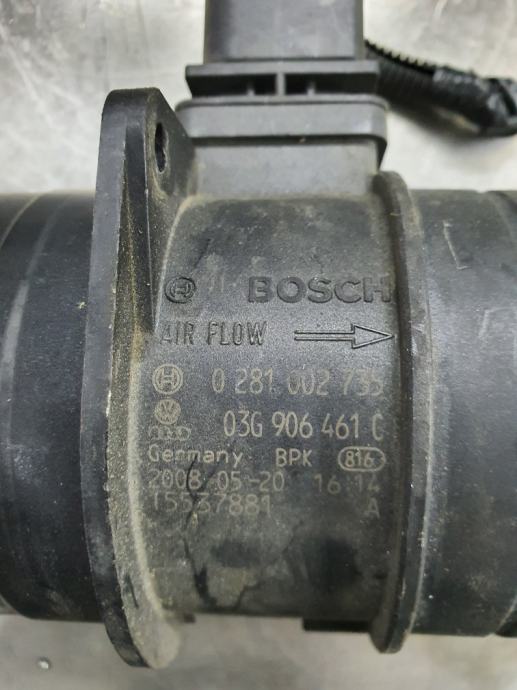 BOSCH
AIR FLOW
0 281 002 735
03G 906 461 C
Germany BPK 816
2008-05-20 16:14
15537881 A